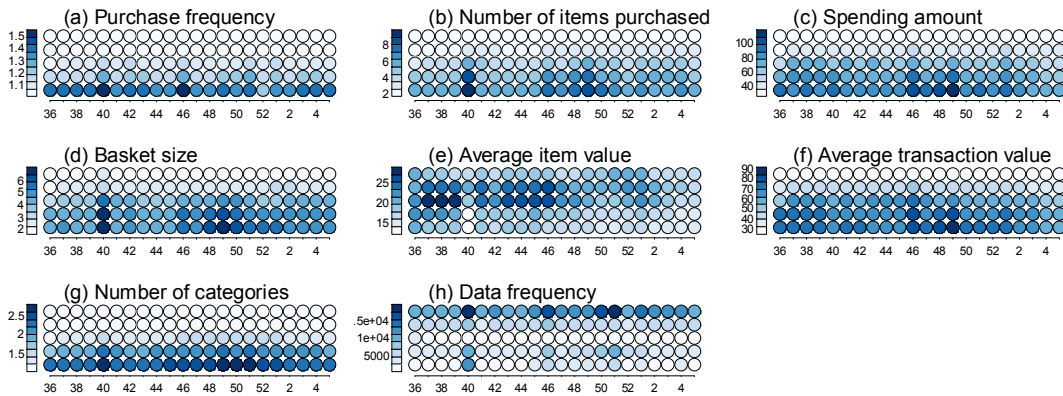 (a) Purchase frequency
1.5
1.4
1.3
1.2
1.1
36 38 40 42 44 46 48 50 52 2 4
(b) Number of items purchased
8
6
4
2
36 38 40 42 44 46 48 50 52 2 4
(c) Spending amount
100
80
60
40
36 38 40 42 44 46 48 50 52 2 4
(d) Basket size
6
5
4
3
2
36 38 40 42 44 46 48 50 52 2 4
(e) Average item value
25
20
15
36 38 40 42 44 46 48 50 52 2 4
(f) Average transaction value
90
80
70
60
50
40
30
36 38 40 42 44 46 48 50 52 2 4
(g) Number of categories
2.5
1.5
36 38 40 42 44 46 48 50 52 2 4
(h) Data frequency
.5e+04
1e+04
5000
36 38 40 42 44 46 48 50 52 2 4